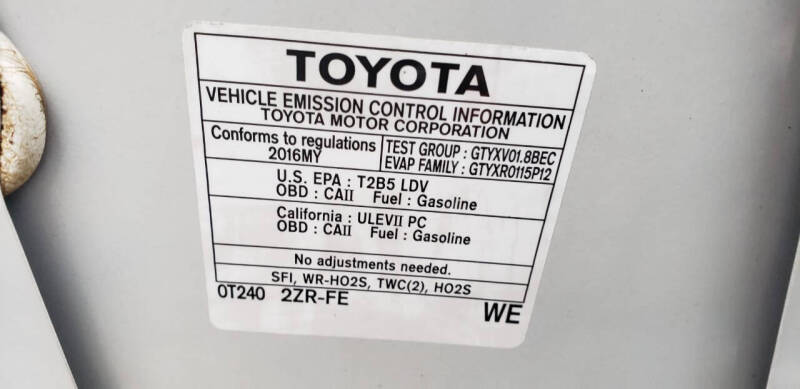 TOYOTA
VEHICLE EMISSION CONTROL INFORMATION
TOYOTA MOTOR CORPORATION
Conforms to regulations
2016MY
TEST GROUP : GTYXV01.8BEC
EVAP FAMILY : GTYXR0115P12
U.S. EPA : T2B5 LDV
OBD : CAII Fuel : Gasoline
California : ULEVII PC
OBD : CAII Fuel : Gasoline
No adjustments needed.
SFI, WR-HO2S, TWC(2), HO2S
0T240 2ZR-FE WE